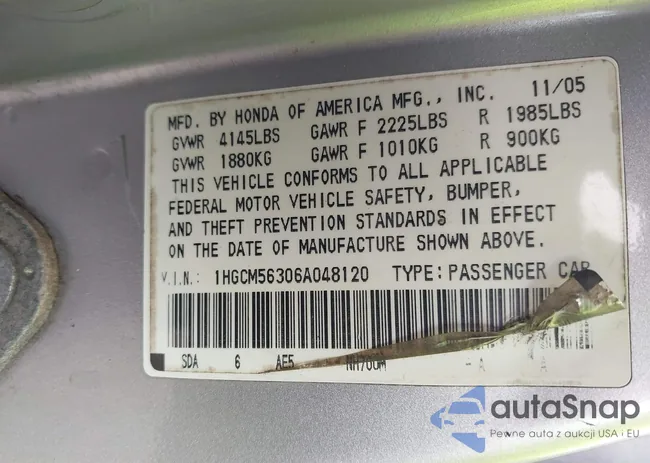 MFD. BY HONDA OF AMERICA MFG., INC. 11/05
GVWR 4145LBS GAWR F 2225LBS R 1985LBS
GVWR 1880KG GAWR F 1010KG R 900KG
THIS VEHICLE CONFORMS TO ALL APPLICABLE
FEDERAL MOTOR VEHICLE SAFETY, BUMPER,
AND THEFT PREVENTION STANDARDS IN EFFECT
ON THE DATE OF MANUFACTURE SHOWN ABOVE.
V.I.N.: 1HGCM56306A048120 TYPE: PASSENGER CAR
SDA 6 AE5 -A A
autaSnap
Pewne auta z aukcji USA i EU